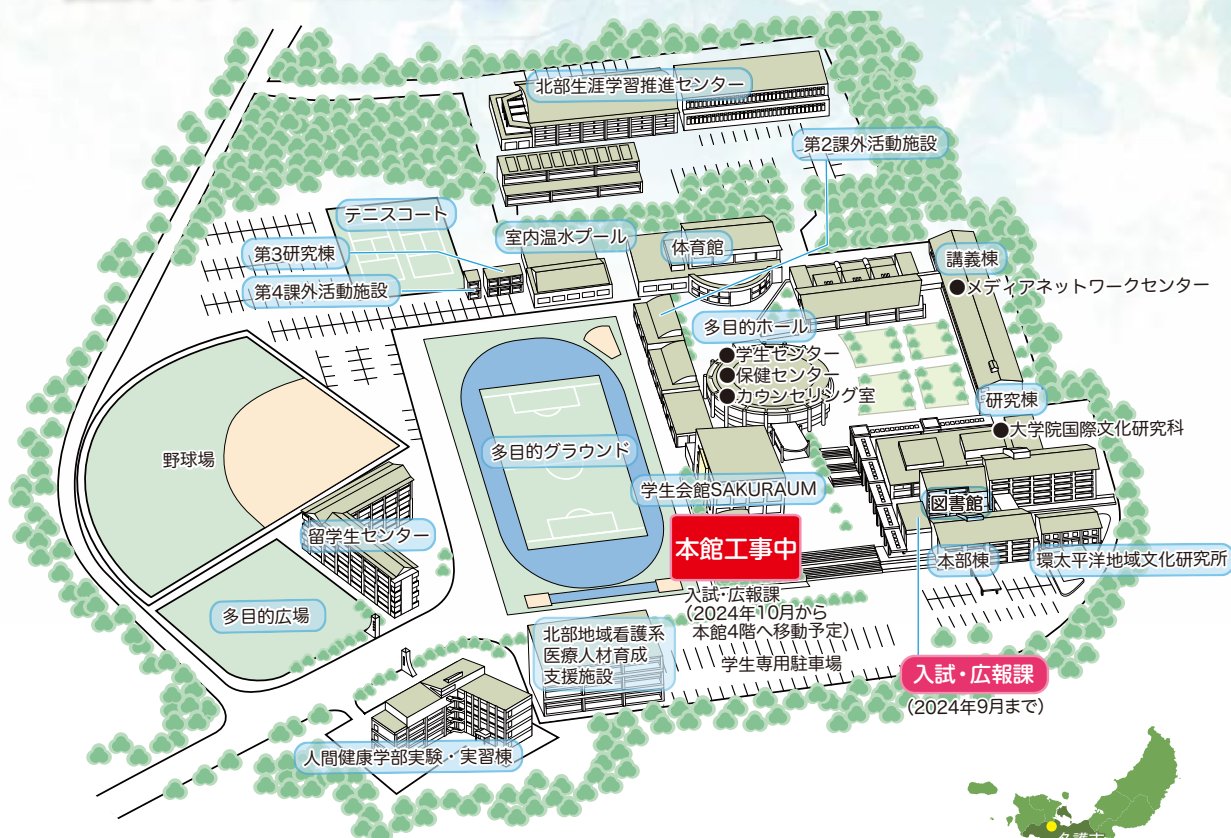 北部生涯学習推進センター
第2課外活動施設
テニスコート
室内温水プール
体育館
第3研究棟
第4課外活動施設
講義棟
●メディアネットワークセンター
多目的ホール
●学生センター
●保健センター
●カウンセリング室
研究棟
●大学院国際文化研究科
野球場
多目的グラウンド
学生会館SAKURAUM
図書館
留学生センター
本館工事中
本部棟
環太平洋地域文化研究所
入試・広報課
(2024年10月から
本館4階へ移動予定)
多目的広場
北部地域看護系
医療人材育成
支援施設
学生専用駐車場
入試・広報課
(2024年9月まで)
人間健康学部実験・実習棟
名護市